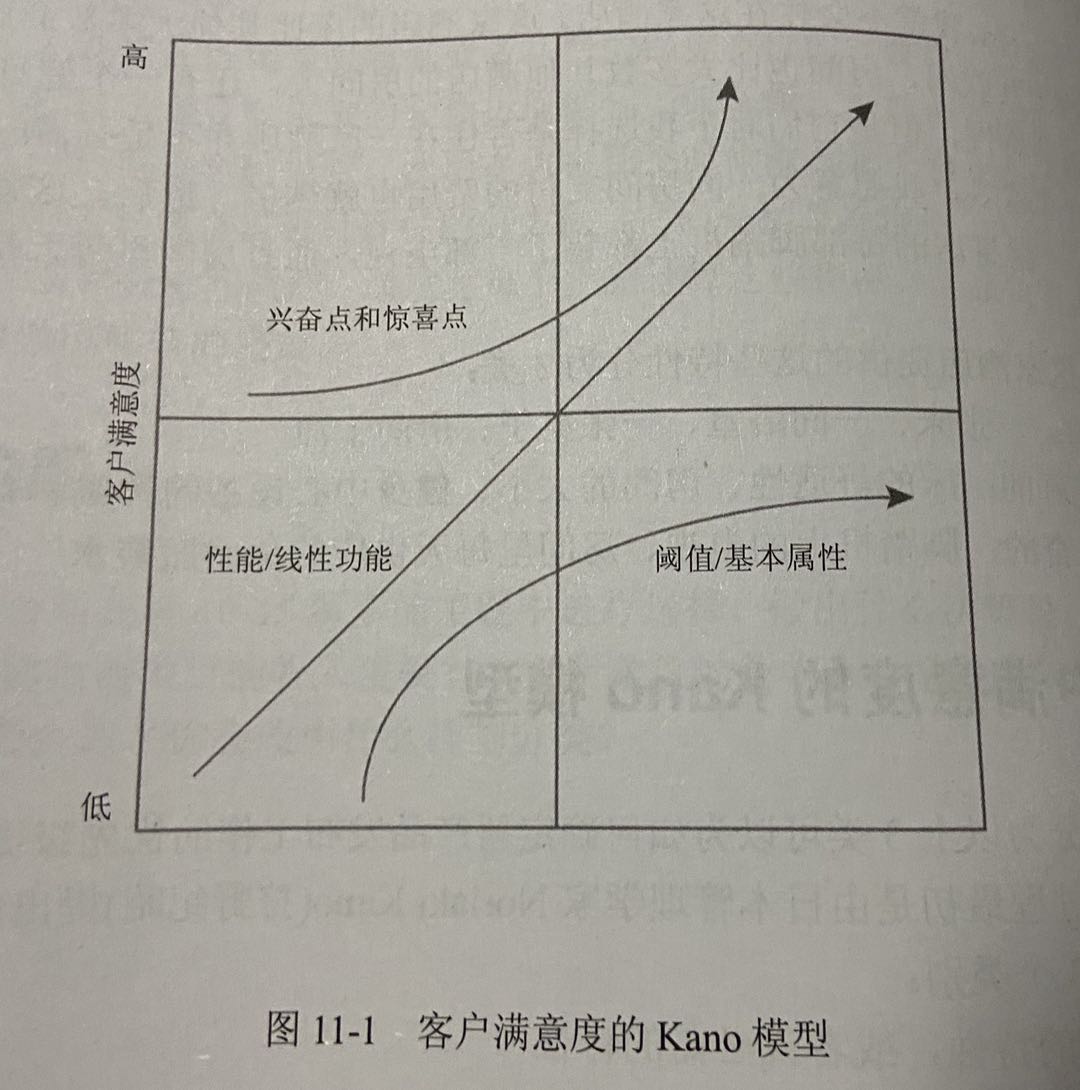 高
兴奋点和惊喜点
客户满意度
性能/线性功能
阈值/基本属性
低
图 11-1 客户满意度的 Kano 模型